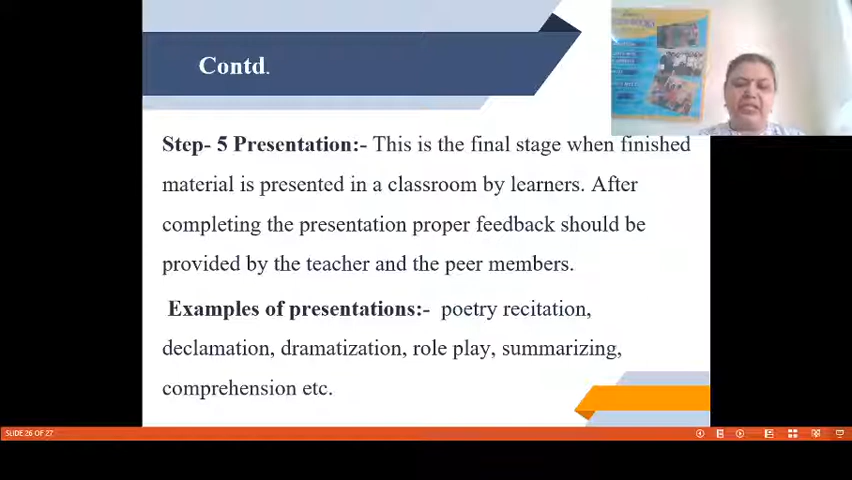 Contd.
Step- 5 Presentation:- This is the final stage when finished
material is presented in a classroom by learners. After
completing the presentation proper feedback should be
provided by the teacher and the peer members.
Examples of presentations:- poetry recitation,
declamation, dramatization, role play, summarizing,
comprehension etc.
SLIDE 26 OF 27